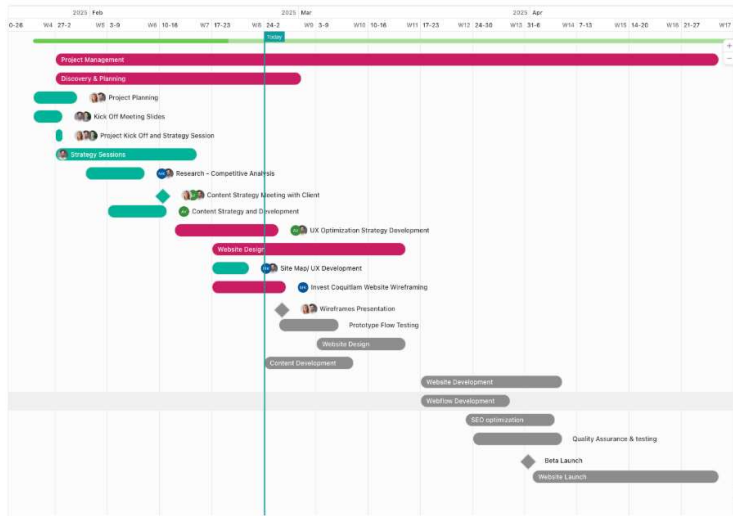 2025 Feb 2025 Mar 2025 Apr
0-26 W4 27-2 W5 3-9 W6 10-16 W7 17-23 W8 24-2 W9 3-9 W10 10-16 W11 17-23 W12 24-30 W13 31-6 W14 7-13 W15 14-20 W16 21-27 W17
Today
+
Project Management
−
Discovery & Planning
Project Planning
Kick Off Meeting Slides
Project Kick Off and Strategy Session
Strategy Sessions
Research - Competitive Analysis
Content Strategy Meeting with Client
Content Strategy and Development
UX Optimization Strategy Development
Website Design
Site Map/ UX Development
Invest Coquitlam Website Wireframing
Wireframes Presentation
Prototype Flow Testing
Website Design
Content Development
Website Development
Webflow Development
SEO optimization
Quality Assurance & testing
Beta Launch
Website Launch